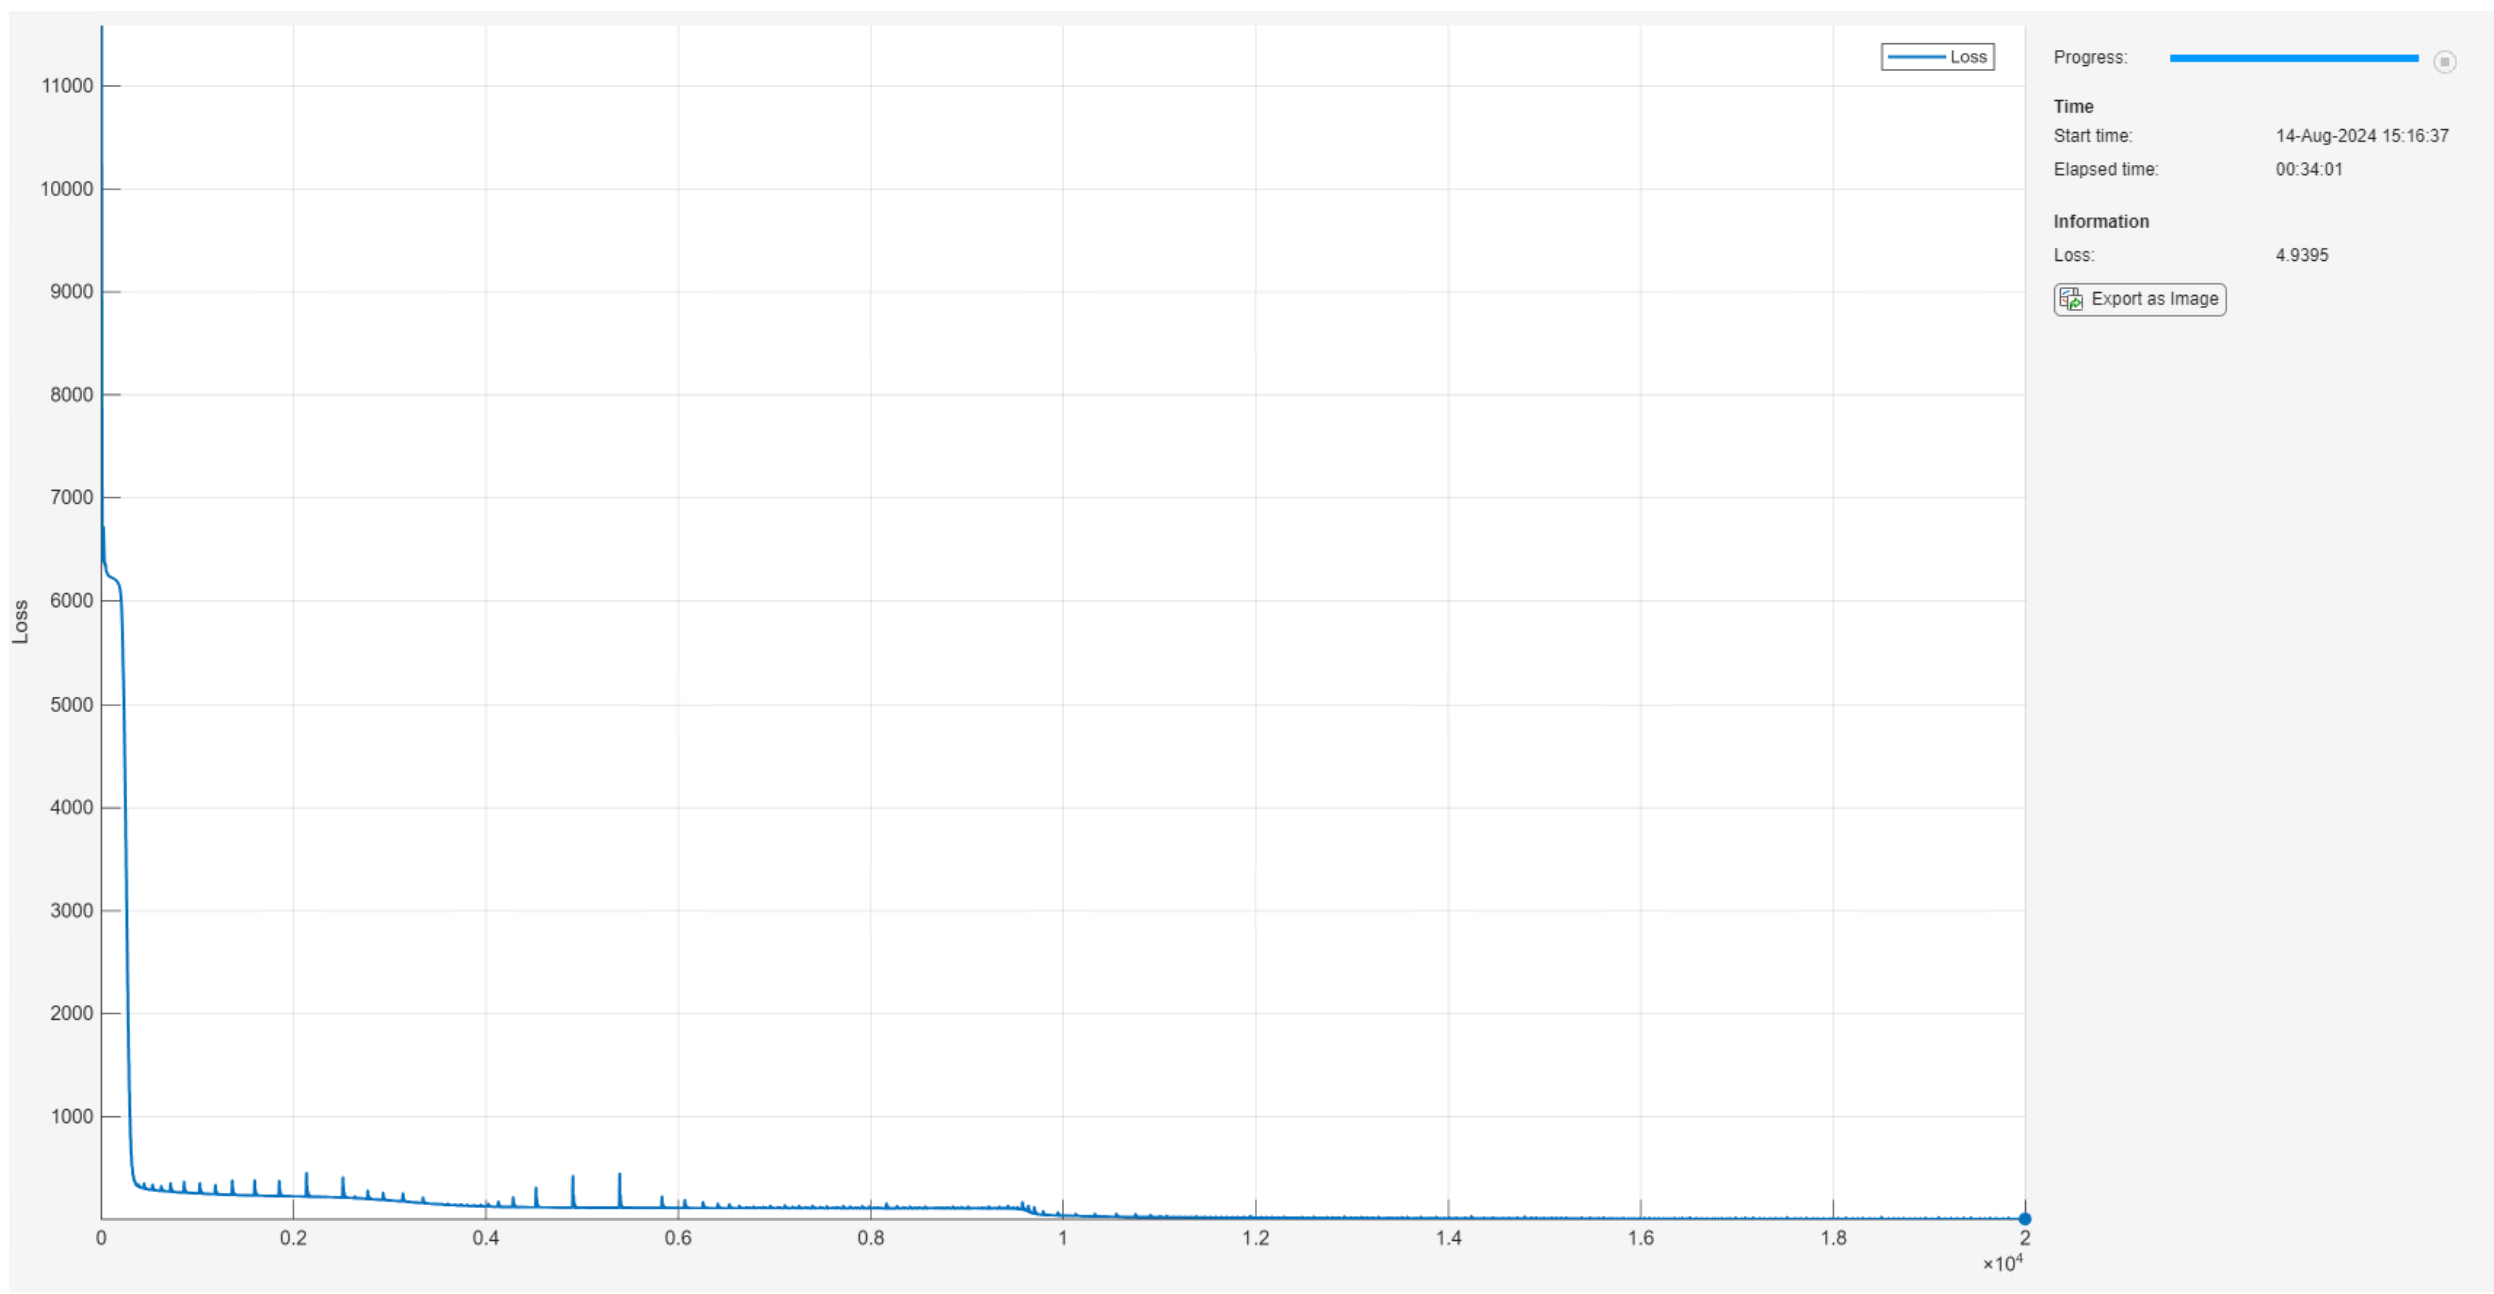 Loss
11000
10000
9000
8000
7000
6000
5000
4000
3000
2000
1000
Loss
0 0.2 0.4 0.6 0.8 1 1.2 1.4 1.6 1.8 2
×10⁴
Progress:
Time
Start time: 14-Aug-2024 15:16:37
Elapsed time: 00:34:01
Information
Loss: 4.9395
Export as Image